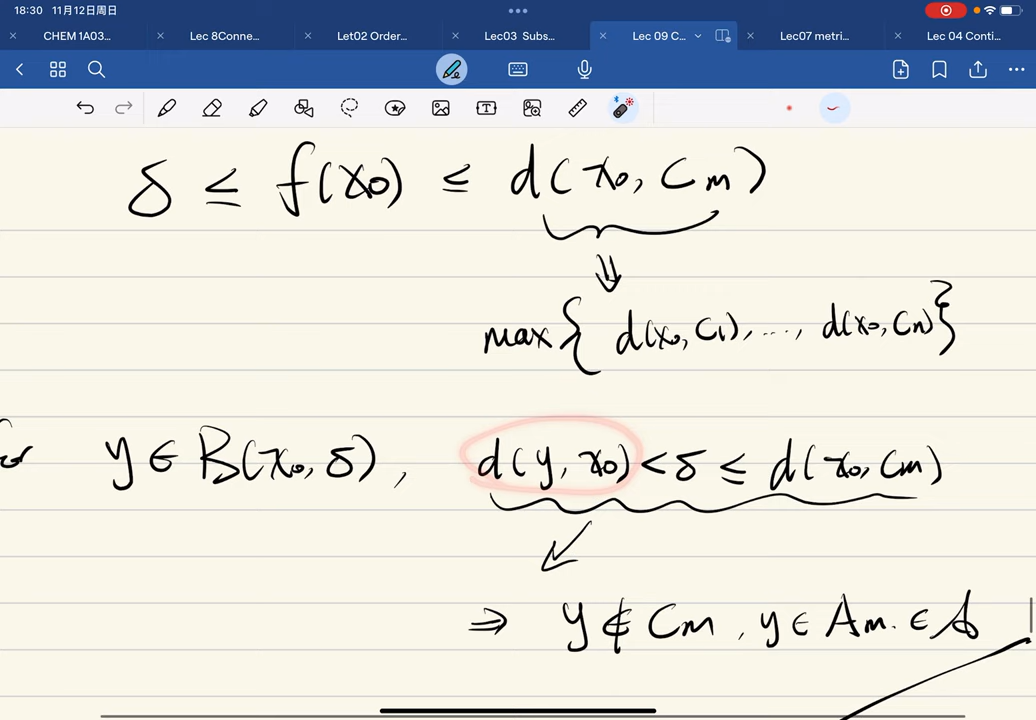 18:30 11月12日周日
CHEM 1A03... Lec 8Conne... Let02 Order... Lec03 Subs... Lec 09 C... Lec07 metri... Lec 04 Conti...
δ ≤ f(x₀) ≤ d(x₀, Cm)
⇓
max{ d(x₀, C₁), ..., d(x₀, Cn)}
y ∈ B(x₀, δ), d(y, x₀) < δ ≤ d(x₀, Cm)
⇒ y ∉ Cm, y ∈ Am. ∈ A